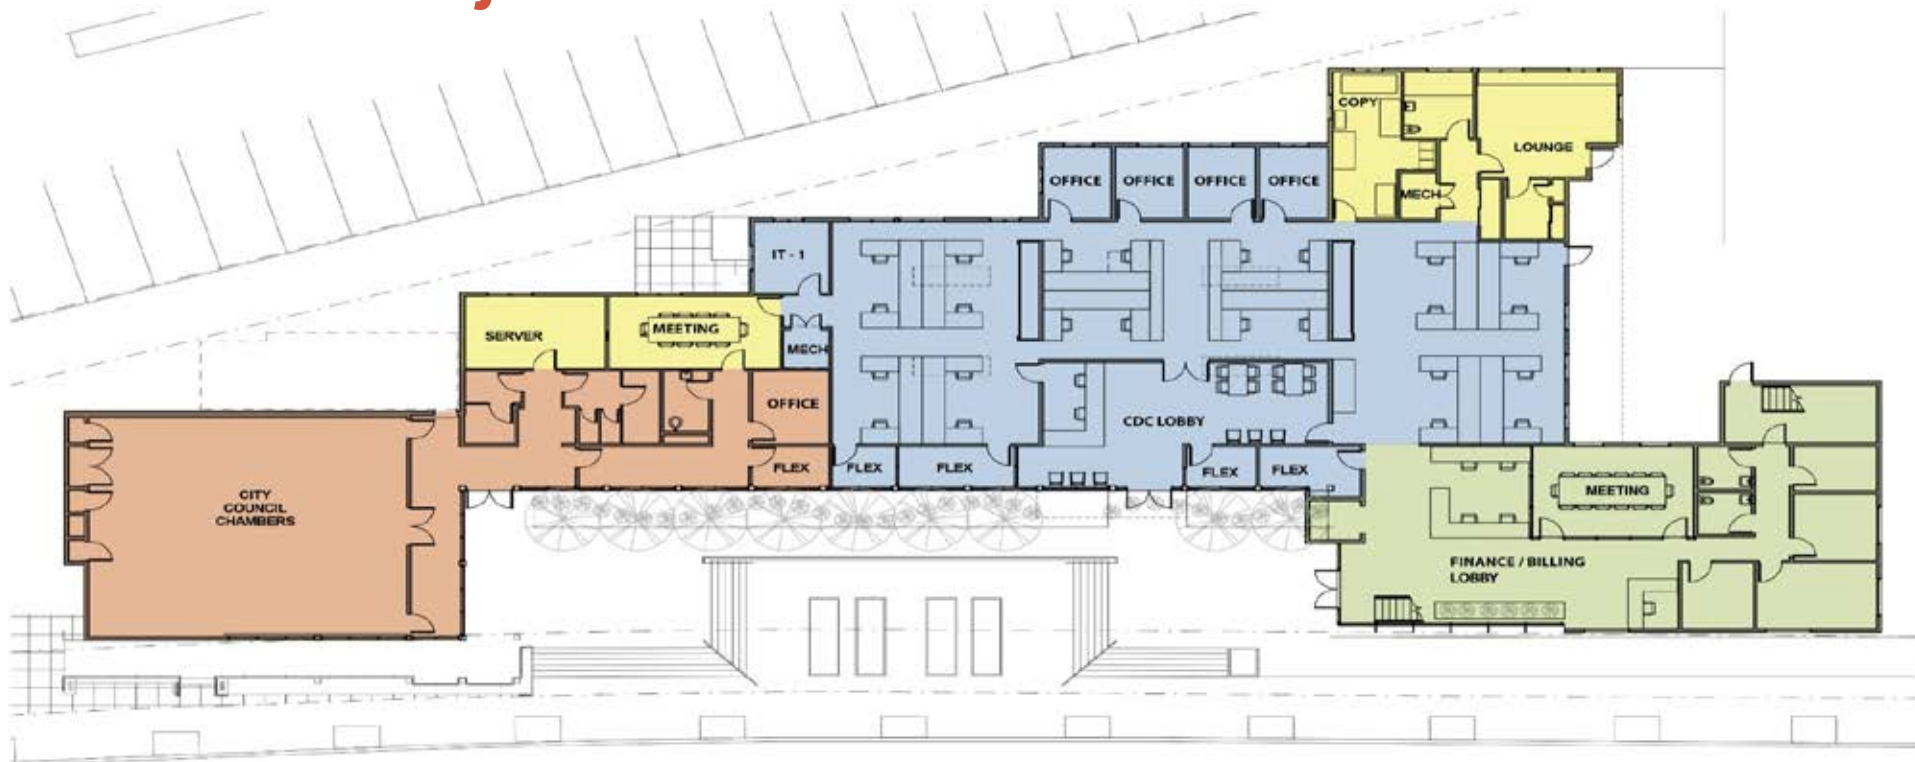 COPY
LOUNGE
OFFICE
OFFICE
OFFICE
OFFICE
MECH
IT - 1
SERVER
MEETING
MECH
OFFICE
CDC LOBBY
FLEX
FLEX
FLEX
FLEX
FLEX
CITY
COUNCIL
CHAMBERS
MEETING
FINANCE / BILLING
LOBBY